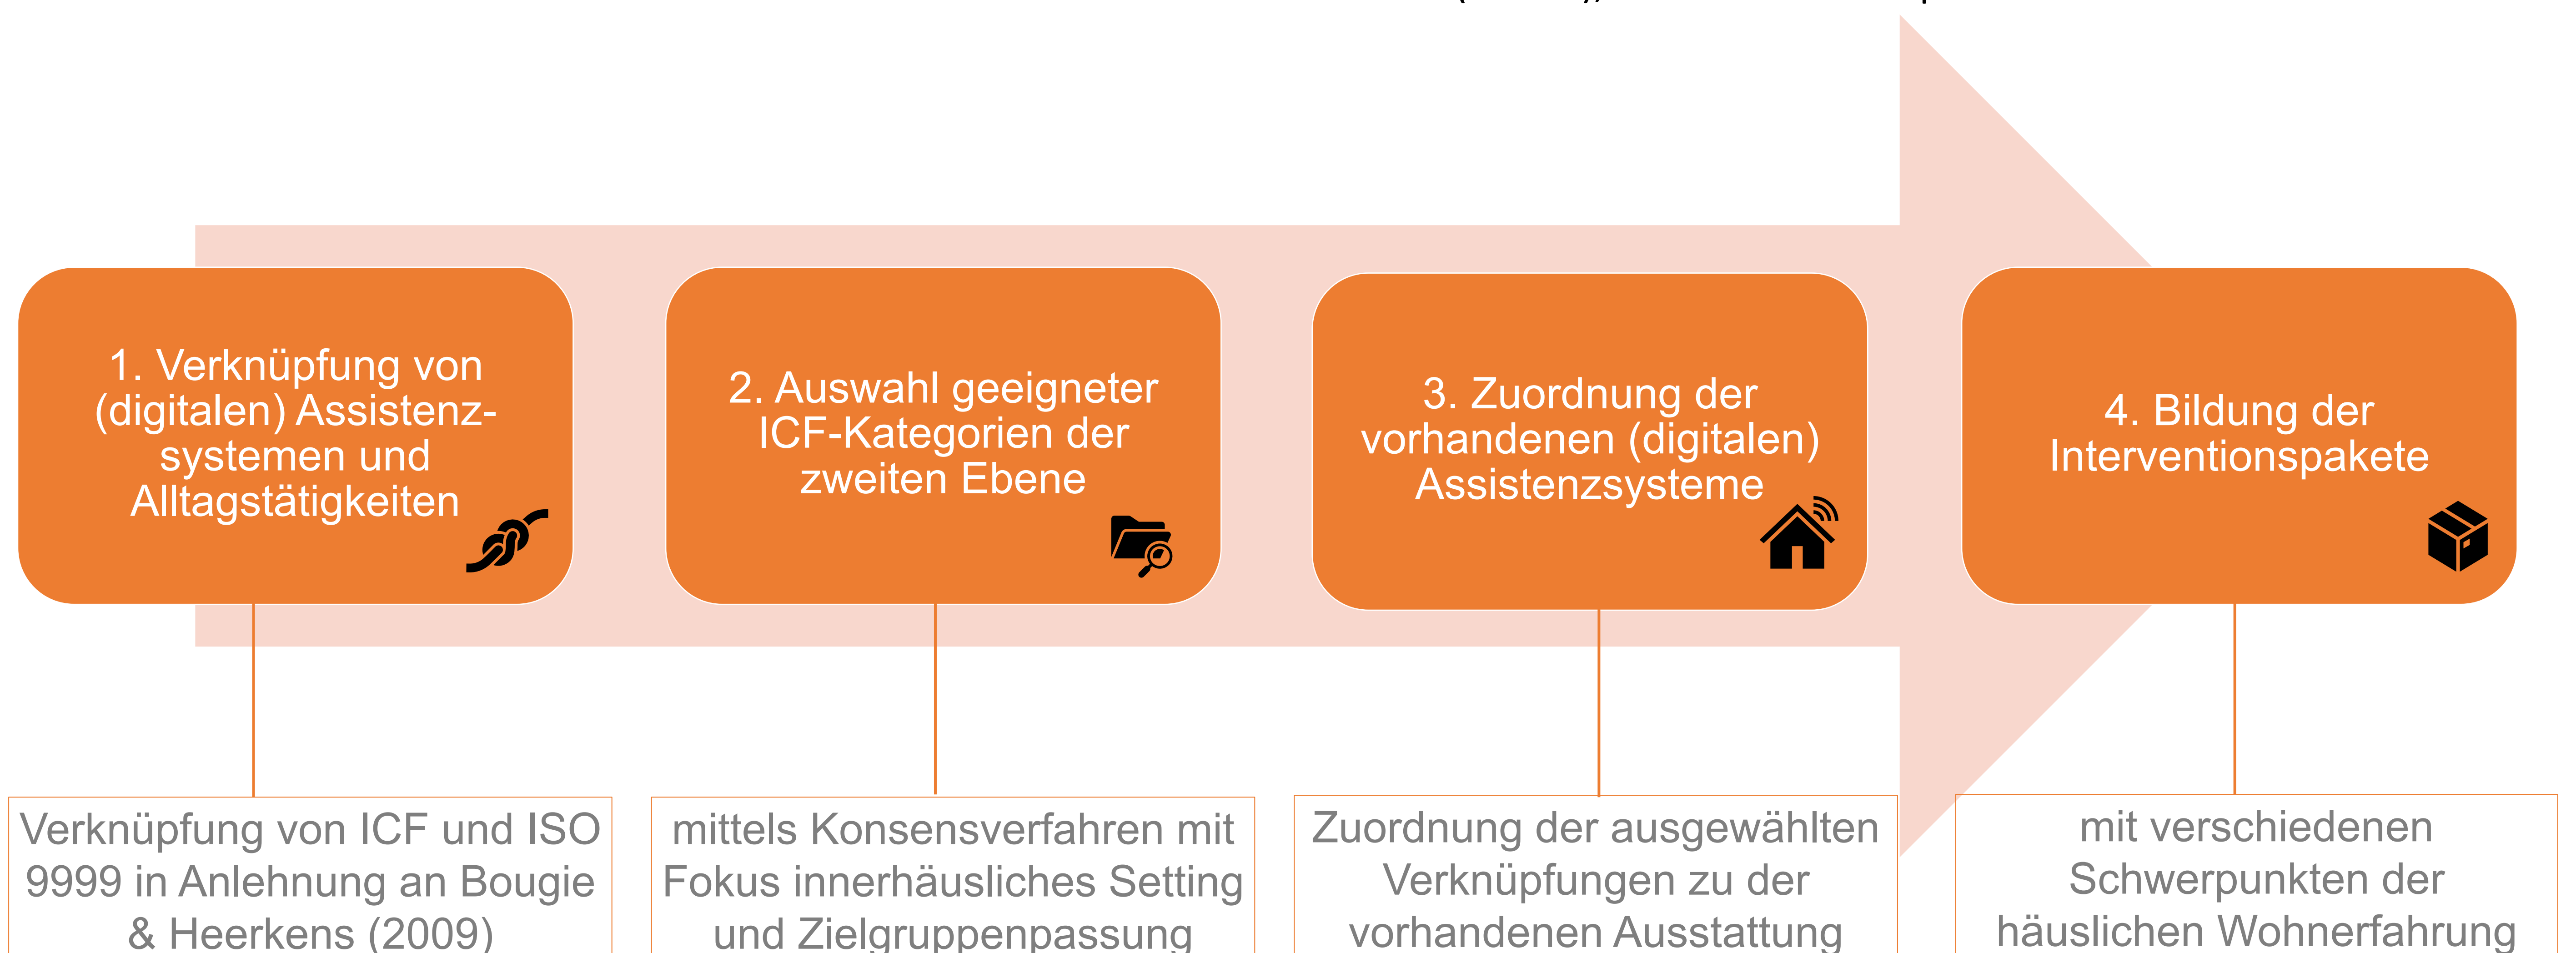 1. Verknüpfung von
(digitalen) Assistenz-
systemen und
Alltagstätigkeiten
2. Auswahl geeigneter
ICF-Kategorien der
zweiten Ebene
3. Zuordnung der
vorhandenen (digitalen)
Assistenzsysteme
4. Bildung der
Interventionspakete
Verknüpfung von ICF und ISO
9999 in Anlehnung an Bougie
& Heerkens (2009)
mittels Konsensverfahren mit
Fokus innerhäusliches Setting
und Zielgruppenpassung
Zuordnung der ausgewählten
Verknüpfungen zu der
vorhandenen Ausstattung
mit verschiedenen
Schwerpunkten der
häuslichen Wohnerfahrung